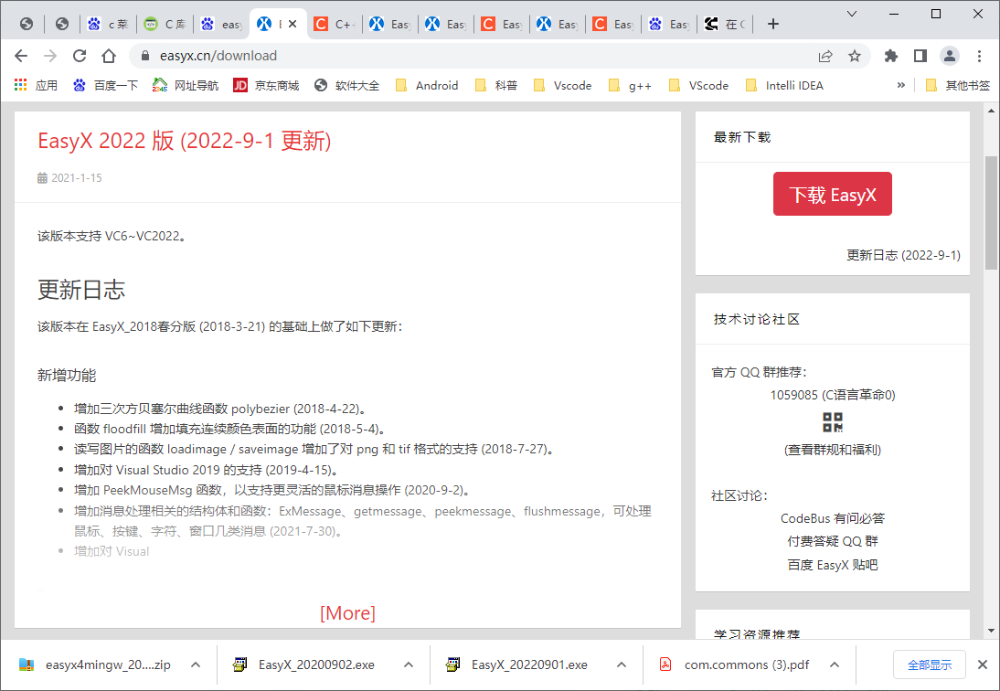 c 菜
C 库
easy
E
C+
Easy
Easy
Easy
Easy
Easy
Easy
在 C
easyx.cn/download
应用
百度一下
网址导航
JD 京东商城
软件大全
Android
科普
Vscode
g++
VScode
Intelli IDEA
»
其他书签
EasyX 2022 版 (2022-9-1 更新)
2021-1-15
该版本支持 VC6~VC2022。
更新日志
该版本在 EasyX_2018春分版 (2018-3-21) 的基础上做了如下更新：
新增功能
增加三次方贝塞尔曲线函数 polybezier (2018-4-22)。
函数 floodfill 增加填充连续颜色表面的功能 (2018-5-4)。
读写图片的函数 loadimage / saveimage 增加了对 png 和 tif 格式的支持 (2018-7-27)。
增加对 Visual Studio 2019 的支持 (2019-4-15)。
增加 PeekMouseMsg 函数，以支持更灵活的鼠标消息操作 (2020-9-2)。
增加消息处理相关的结构体和函数：ExMessage、getmessage、peekmessage、flushmessage，可处理
鼠标、按键、字符、窗口几类消息 (2021-7-30)。
增加对 Visual
[More]
最新下载
下载 EasyX
更新日志 (2022-9-1)
技术讨论社区
官方 QQ 群推荐：
1059085 (C语言革命0)
(查看群规和福利)
社区讨论：
CodeBus 有问必答
付费答疑 QQ 群
百度 EasyX 贴吧
学习资源推荐
easyx4mingw_20....zip
EasyX_20200902.exe
EasyX_20220901.exe
com.commons (3).pdf
全部显示